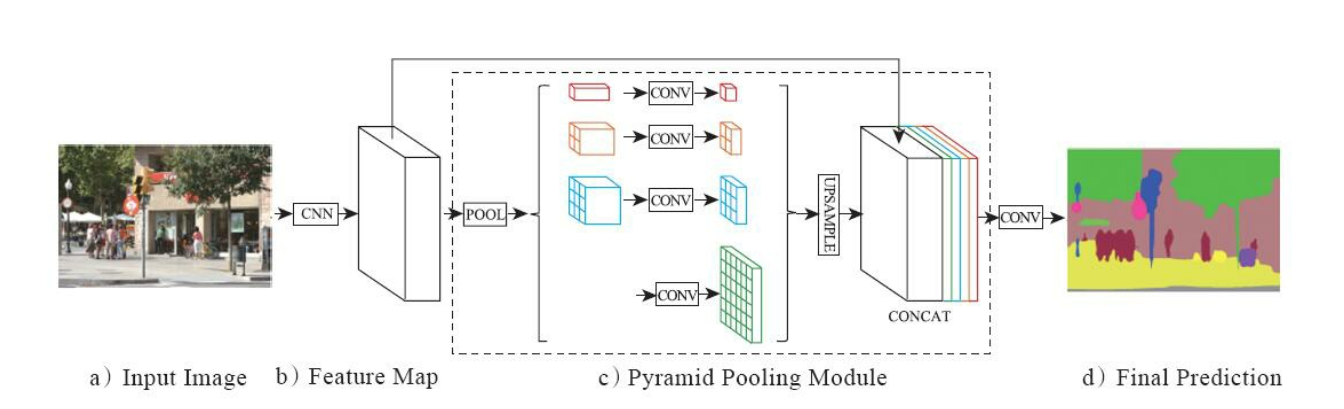 CONV
CONV
CNN
POOL
CONV
UPSAMPLE
CONV
CONV
CONCAT
a) Input Image
b) Feature Map
c) Pyramid Pooling Module
d) Final Prediction